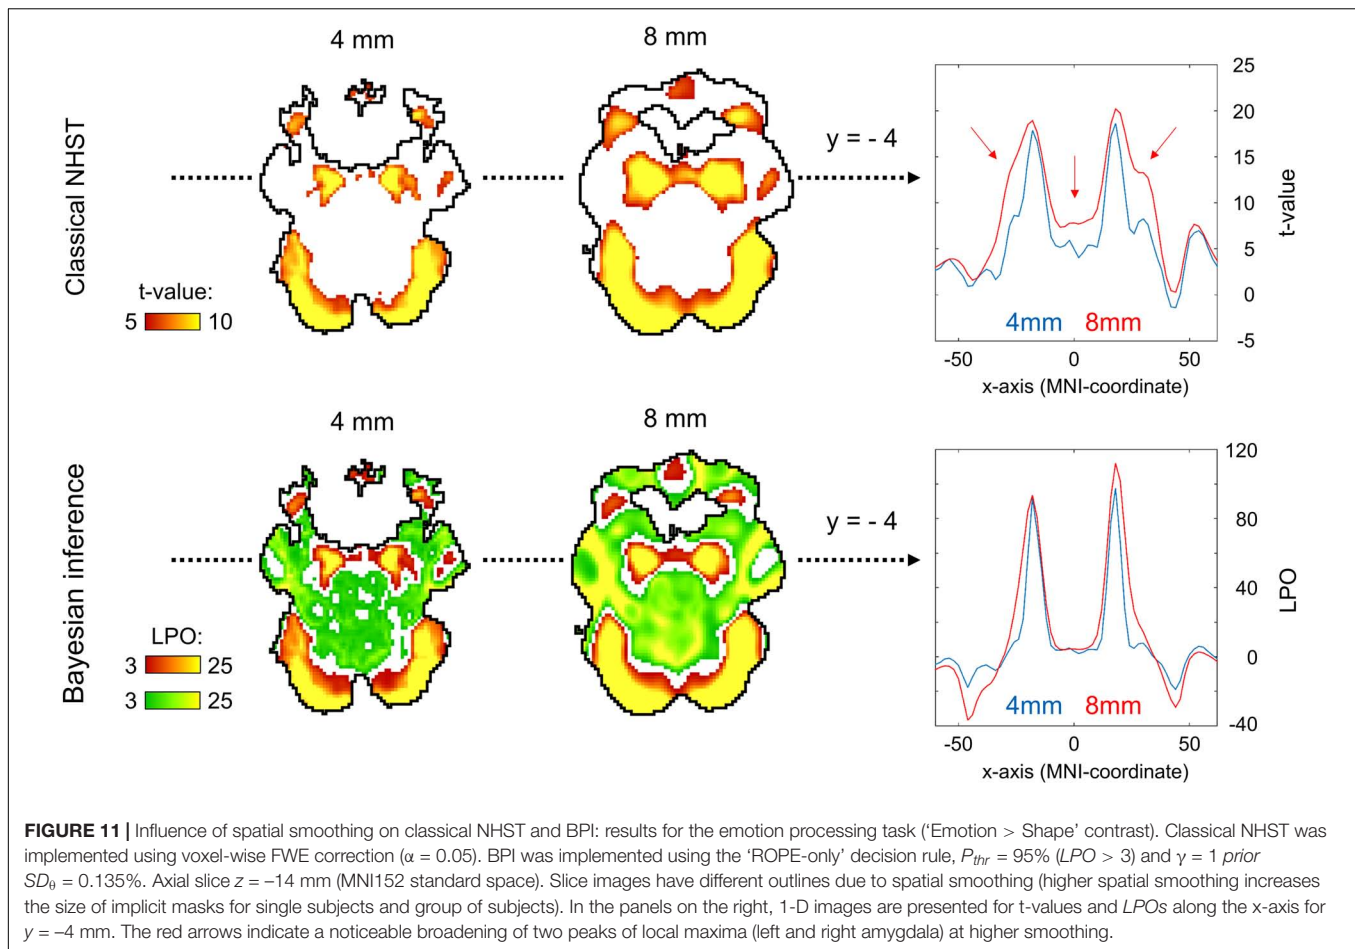 4 mm
8 mm
Classical NHST
y = - 4
t-value:
5
10
25
20
15
10
5
0
-5
t-value
4mm
8mm
-50
0
50
x-axis (MNI-coordinate)
4 mm
8 mm
Bayesian inference
y = - 4
LPO:
3
25
3
25
120
80
40
0
-40
LPO
4mm
8mm
-50
0
50
x-axis (MNI-coordinate)
FIGURE 11 | Influence of spatial smoothing on classical NHST and BPI: results for the emotion processing task (‘Emotion > Shape’ contrast). Classical NHST was
implemented using voxel-wise FWE correction (α = 0.05). BPI was implemented using the ‘ROPE-only’ decision rule, Pthr = 95% (LPO > 3) and γ = 1 prior
SDθ = 0.135%. Axial slice z = −14 mm (MNI152 standard space). Slice images have different outlines due to spatial smoothing (higher spatial smoothing increases
the size of implicit masks for single subjects and group of subjects). In the panels on the right, 1-D images are presented for t-values and LPOs along the x-axis for
y = −4 mm. The red arrows indicate a noticeable broadening of two peaks of local maxima (left and right amygdala) at higher smoothing.